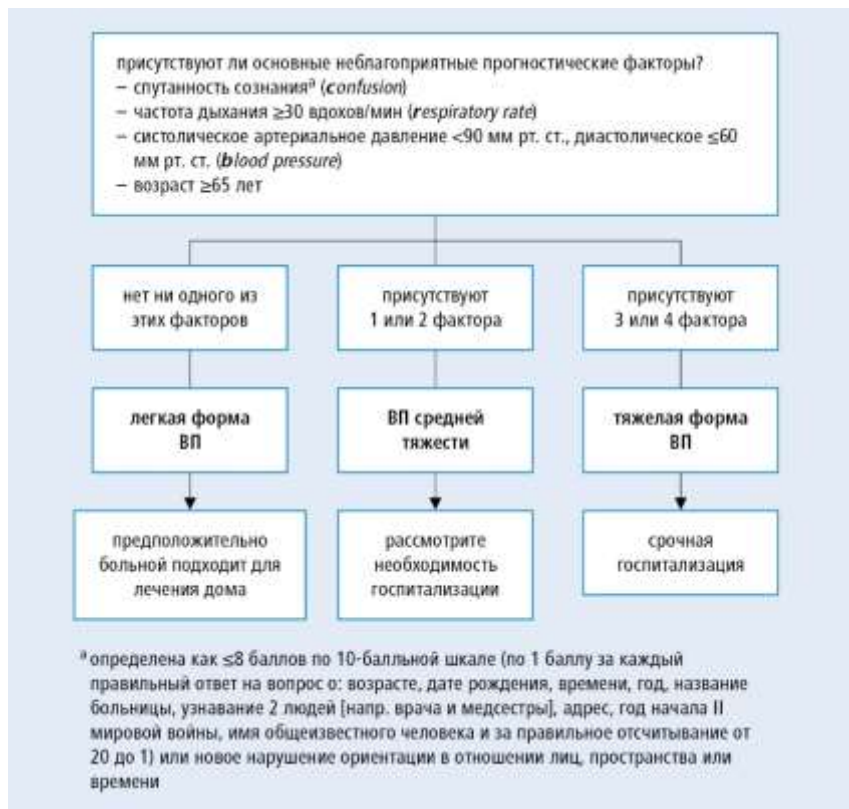 присутствуют ли основные неблагоприятные прогностические факторы?
– спутанность сознанияª (confusion)
– частота дыхания ≥30 вдохов/мин (respiratory rate)
– систолическое артериальное давление <90 мм рт. ст., диастолическое ≤60
мм рт. ст. (blood pressure)
– возраст ≥65 лет
нет ни одного из
этих факторов
присутствуют
1 или 2 фактора
присутствуют
3 или 4 фактора
легкая форма
ВП
ВП средней
тяжести
тяжелая форма
ВП
предположительно
больной подходит для
лечения дома
рассмотрите
необходимость
госпитализации
срочная
госпитализация
ª определена как ≤8 баллов по 10-балльной шкале (по 1 баллу за каждый
правильный ответ на вопрос о: возрасте, дате рождения, времени, год, название
больницы, узнавание 2 людей [напр. врача и медсестры], адрес, год начала II
мировой войны, имя общеизвестного человека и за правильное отсчитывание от
20 до 1) или новое нарушение ориентации в отношении лиц, пространства или
времени